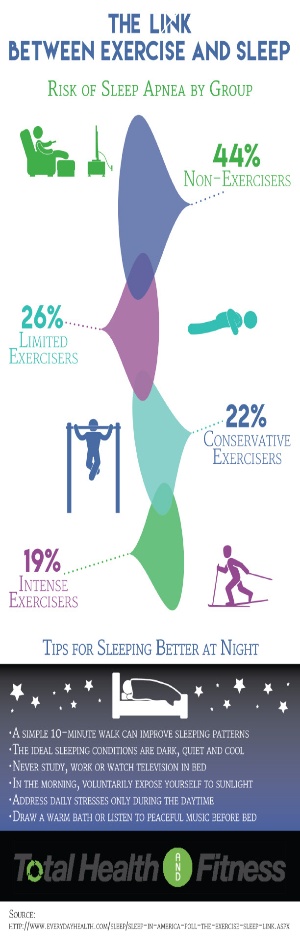 THE LINK
BETWEEN EXERCISE AND SLEEP
RISK OF SLEEP APNEA BY GROUP
44%
NON-EXERCISERS
26%
LIMITED
EXERCISERS
22%
CONSERVATIVE
EXERCISERS
19%
INTENSE
EXERCISERS
TIPS FOR SLEEPING BETTER AT NIGHT
•A SIMPLE 10-MINUTE WALK CAN IMPROVE SLEEPING PATTERNS
•THE IDEAL SLEEPING CONDITIONS ARE DARK, QUIET AND COOL
•NEVER STUDY, WORK OR WATCH TELEVISION IN BED
•IN THE MORNING, VOLUNTARILY EXPOSE YOURSELF TO SUNLIGHT
•ADDRESS DAILY STRESSES ONLY DURING THE DAYTIME
•DRAW A WARM BATH OR LISTEN TO PEACEFUL MUSIC BEFORE BED
Total Health AND Fitness
SOURCE:
HTTP://WWW.EVERYDAYHEALTH.COM/SLEEP/SLEEP-IN-AMERICA-POLL-THE-EXERCISE-SLEEP-LINK.ASPX